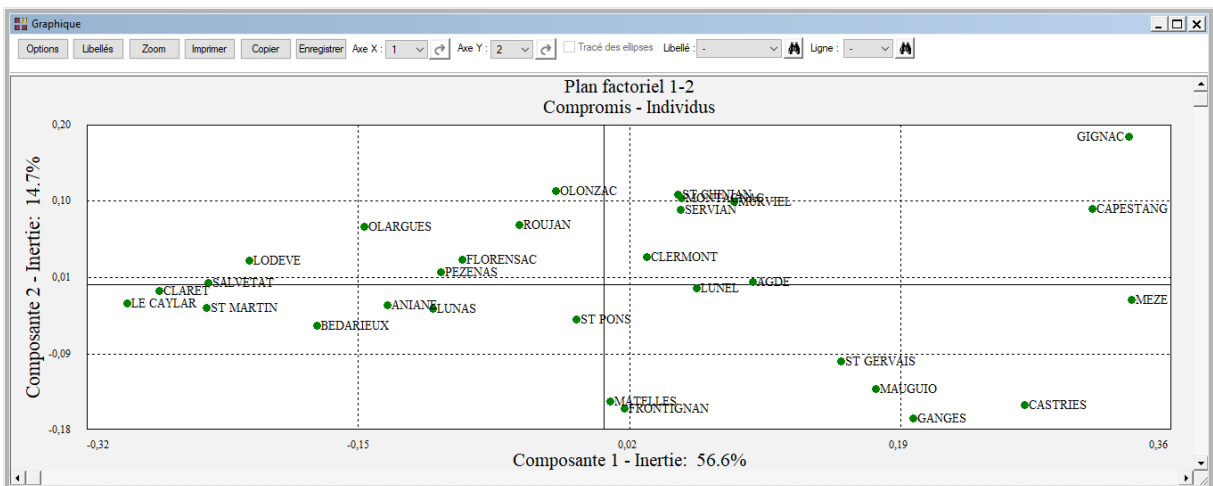 Graphique
Options Libellés Zoom Imprimer Copier Enregistrer Axe X : 1 Axe Y : 2 Tracé des ellipses Libellé : - Ligne : -
Plan factoriel 1-2
Compromis - Individus
0,20
GIGNAC
OLONZAC
ST CHINIAN
MONTAGNAC
0,10
MURVIEL
SERVIAN
CAPESTANG
OLARGUES
ROUJAN
CLERMONT
LODEVE
FLORENSAC
PEZENAS
0,01
SALVETAT
AGDE
CLARET
LUNEL
LE CAYLAR
MEZE
ST MARTIN
ANIANE
LUNAS
ST PONS
BEDARIEUX
-0,09
ST GERVAIS
MAUGUIO
MATELLES
FRONTIGNAN
CASTRIES
GANGES
-0,18
Composante 2 - Inertie: 14.7%
-0,32 -0,15 0,02 0,19 0,36
Composante 1 - Inertie: 56.6%